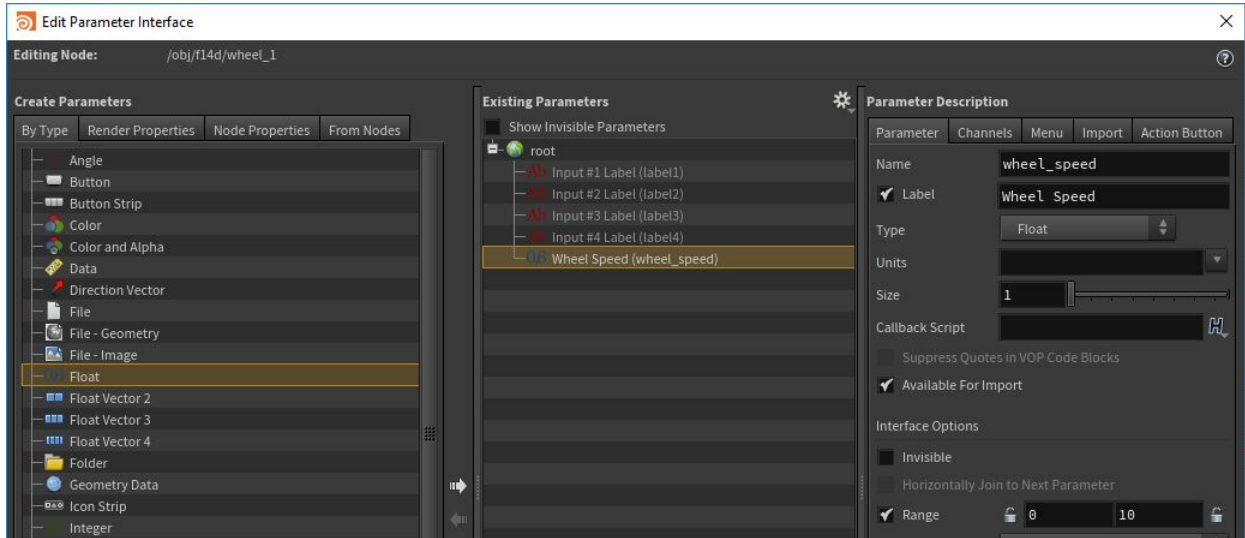 Edit Parameter Interface
Editing Node: /obj/f14d/wheel_1
Create Parameters
By Type Render Properties Node Properties From Nodes
Angle
Button
Button Strip
Color
Color and Alpha
Data
Direction Vector
File
File - Geometry
File - Image
Float
Float Vector 2
Float Vector 3
Float Vector 4
Folder
Geometry Data
Icon Strip
Integer
Existing Parameters
Show Invisible Parameters
root
Input #1 Label (label1)
Input #2 Label (label2)
Input #3 Label (label3)
Input #4 Label (label4)
Wheel Speed (wheel_speed)
Parameter Description
Parameter Channels Menu Import Action Button
Name wheel_speed
Label Wheel Speed
Type Float
Units
Size 1
Callback Script
Suppress Quotes in VOP Code Blocks
Available For Import
Interface Options
Invisible
Horizontally Join to Next Parameter
Range 0 10